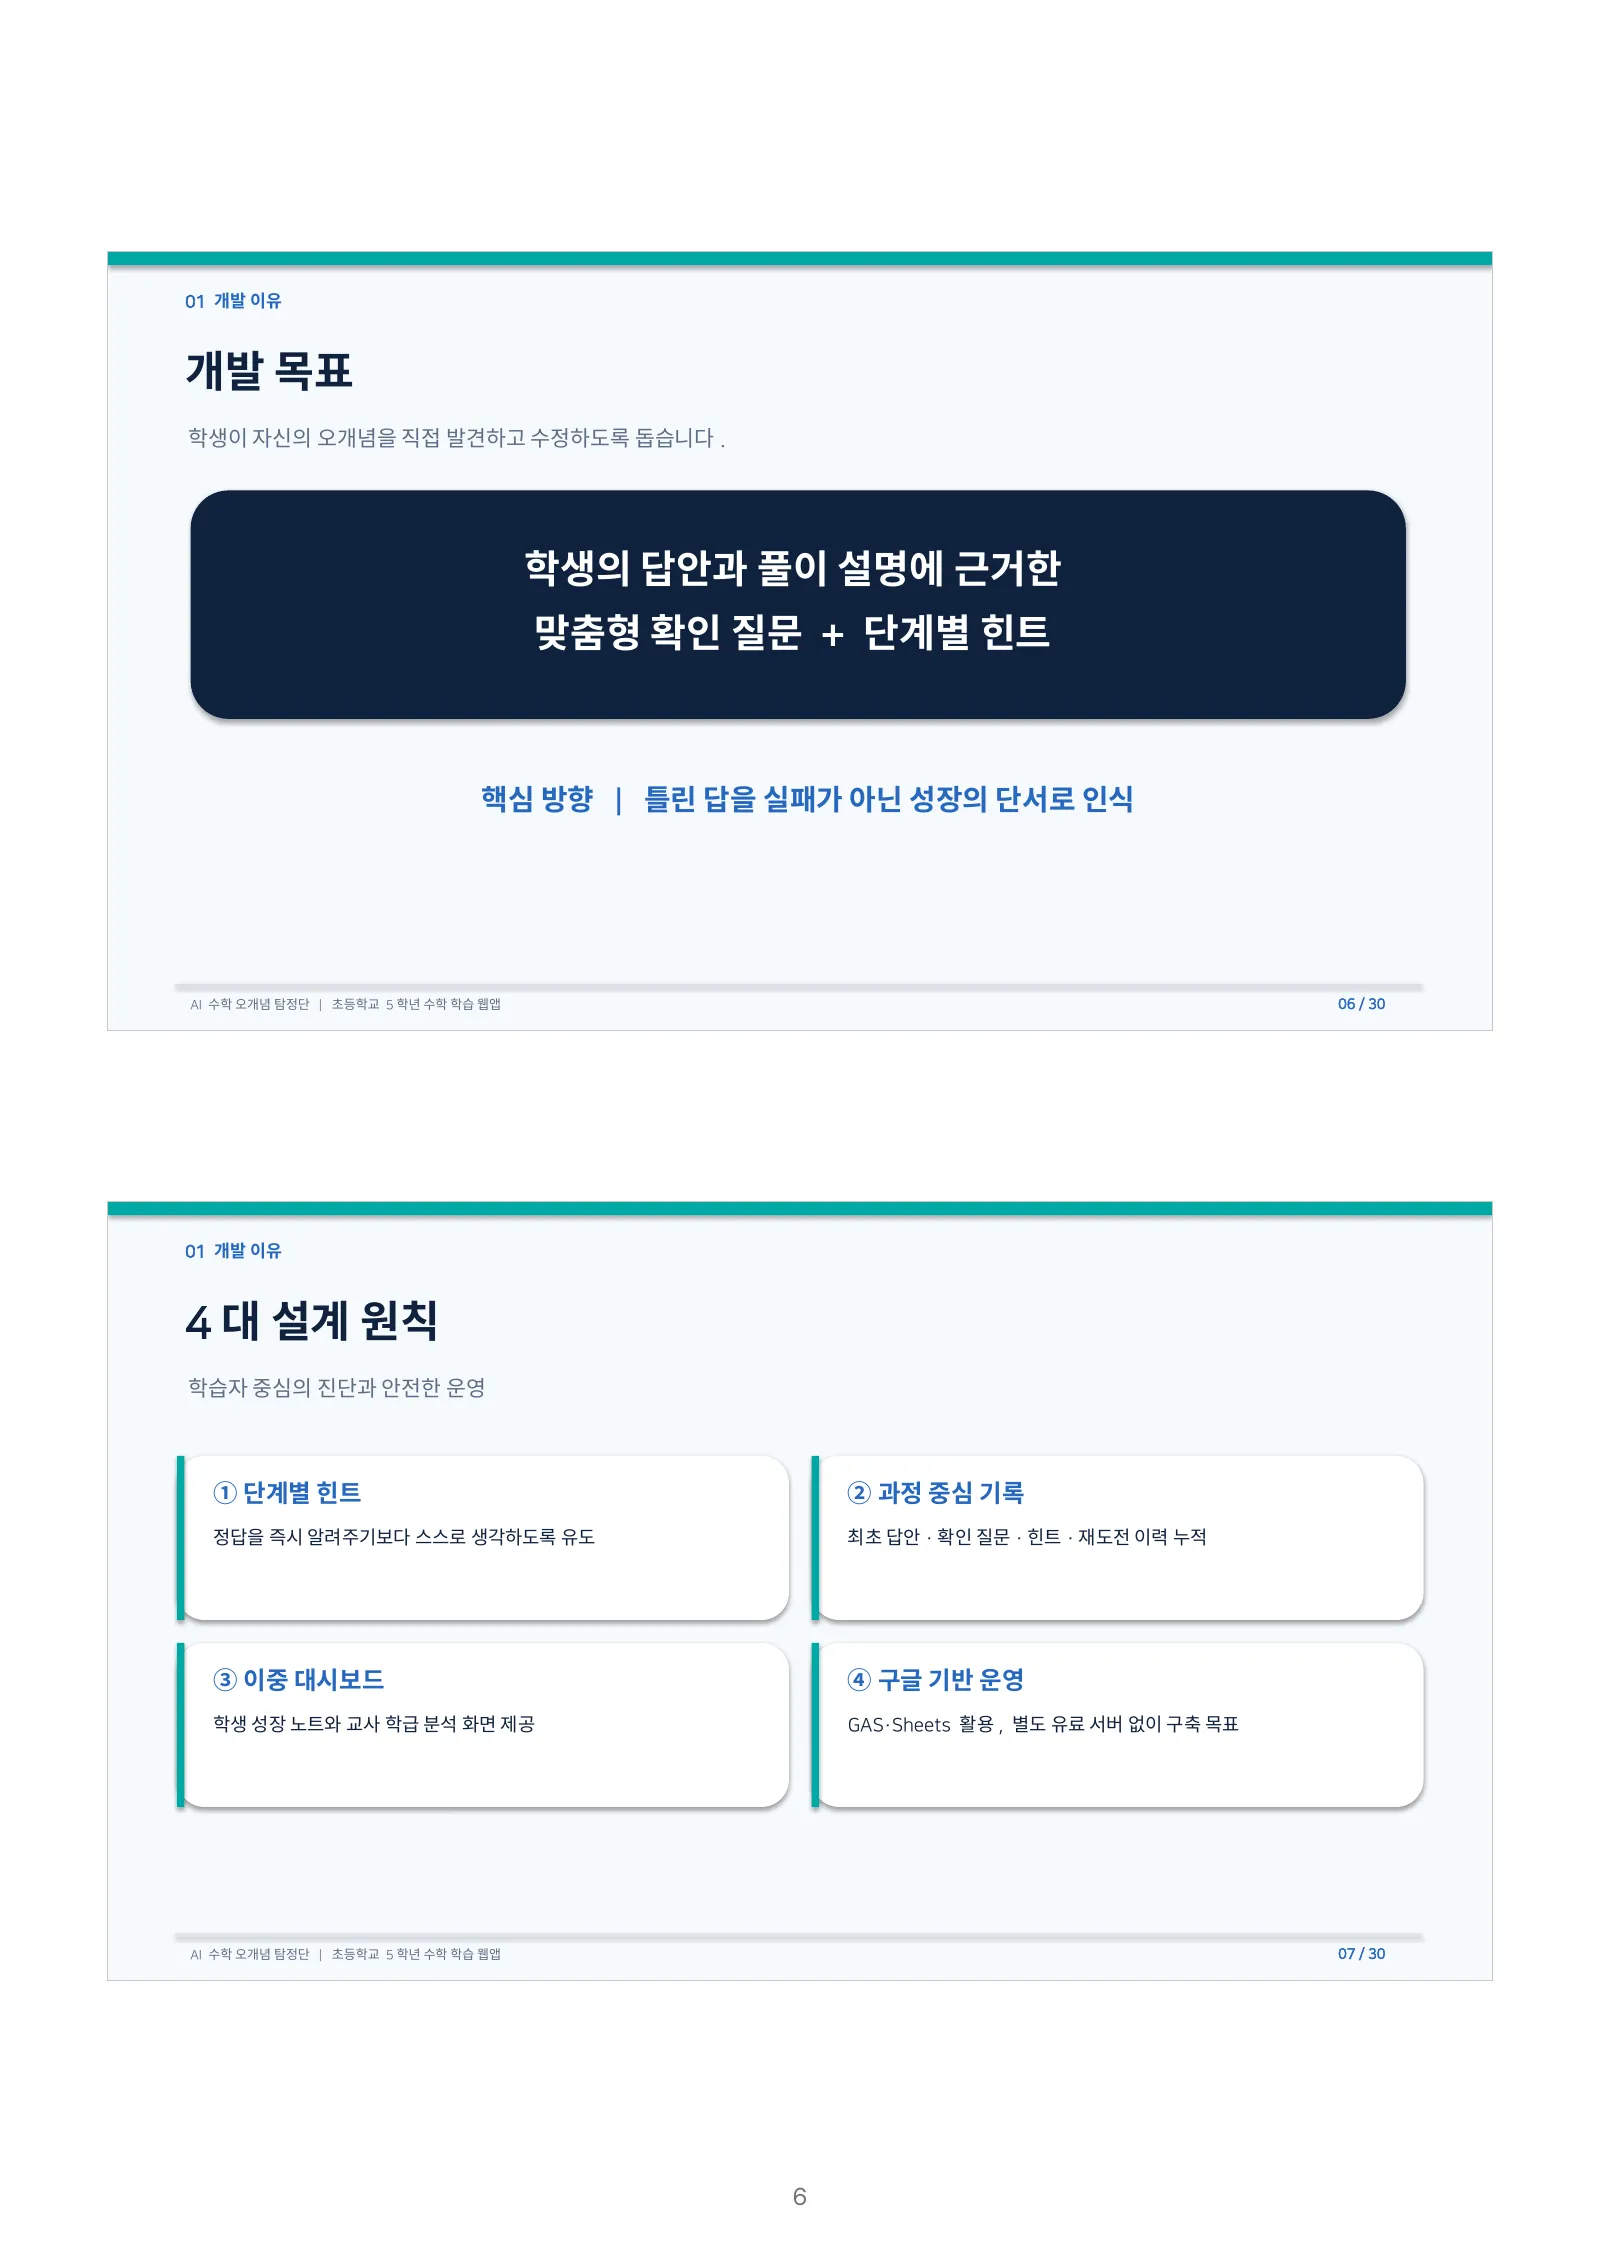 01 개발 이유
개발 목표
학생이 자신의 오개념을 직접 발견하고 수정하도록 돕습니다 .
학생의 답안과 풀이 설명에 근거한
맞춤형 확인 질문 + 단계별 힌트
핵심 방향 | 틀린 답을 실패가 아닌 성장의 단서로 인식
AI 수학 오개념 탐정단 | 초등학교 5 학년 수학 학습 웹앱
06 / 30
01 개발 이유
4 대 설계 원칙
학습자 중심의 진단과 안전한 운영
① 단계별 힌트
정답을 즉시 알려주기보다 스스로 생각하도록 유도
② 과정 중심 기록
최초 답안 · 확인 질문 · 힌트 · 재도전 이력 누적
③ 이중 대시보드
학생 성장 노트와 교사 학급 분석 화면 제공
④ 구글 기반 운영
GAS·Sheets 활용 , 별도 유료 서버 없이 구축 목표
AI 수학 오개념 탐정단 | 초등학교 5 학년 수학 학습 웹앱
07 / 30
6